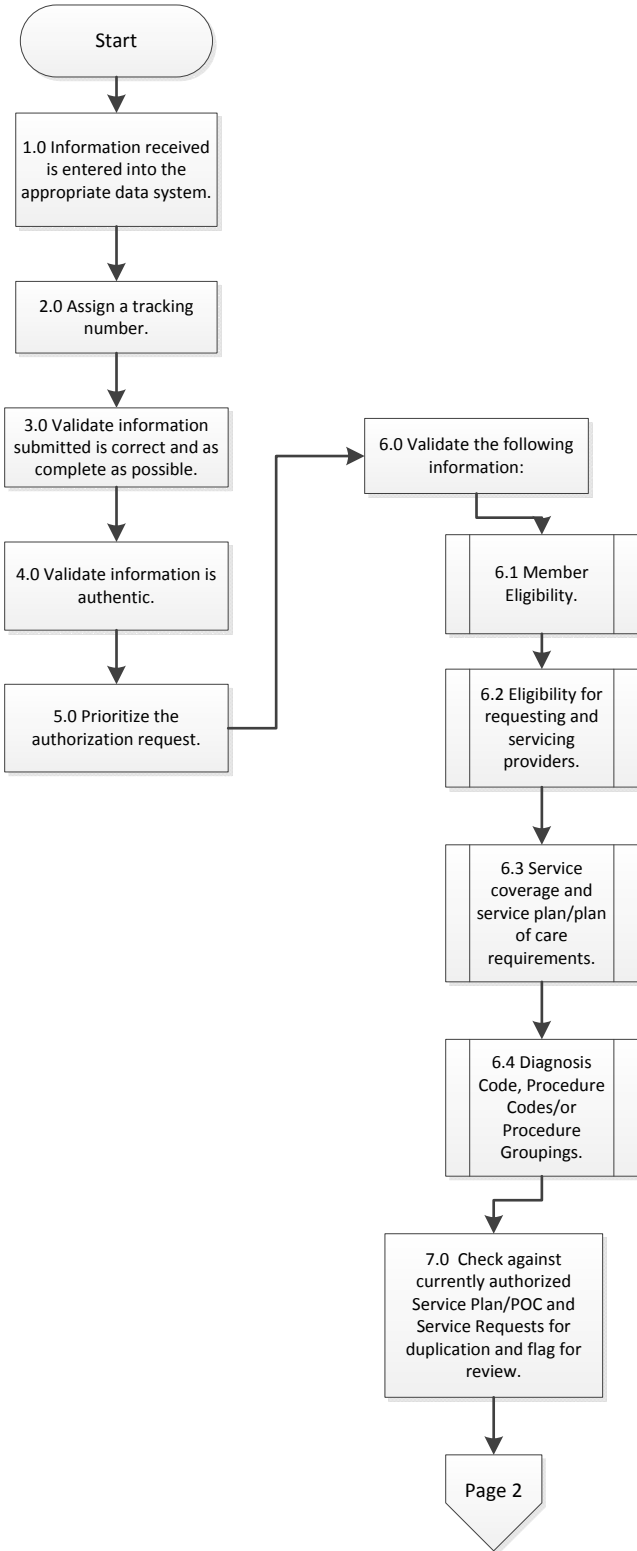 Start
1.0 Information received
is entered into the
appropriate data system.
2.0 Assign a tracking
number.
3.0 Validate information
submitted is correct and as
complete as possible.
4.0 Validate information is
authentic.
5.0 Prioritize the
authorization request.
6.0 Validate the following
information:
6.1 Member
Eligibility.
6.2 Eligibility for
requesting and
servicing
providers.
6.3 Service
coverage and
service plan/plan
of care
requirements.
6.4 Diagnosis
Code, Procedure
Codes/or
Procedure
Groupings.
7.0 Check against
currently authorized
Service Plan/POC and
Service Requests for
duplication and flag for
review.
Page 2